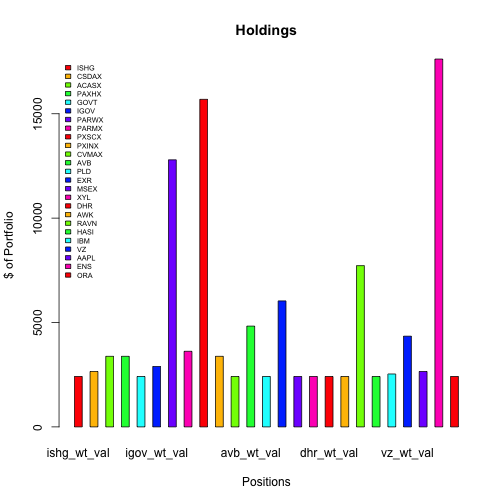 Holdings
ISHG
CSDAX
ACASX
PAXHX
GOVT
IGOV
PARWX
PARMX
PXSCX
PXINX
CVMAX
AVB
PLD
EXR
MSEX
XYL
DHR
AWK
RAVN
HASI
IBM
VZ
AAPL
ENS
ORA
$ of Portfolio
15000
10000
5000
0
ishg_wt_val igov_wt_val avb_wt_val dhr_wt_val vz_wt_val
Positions